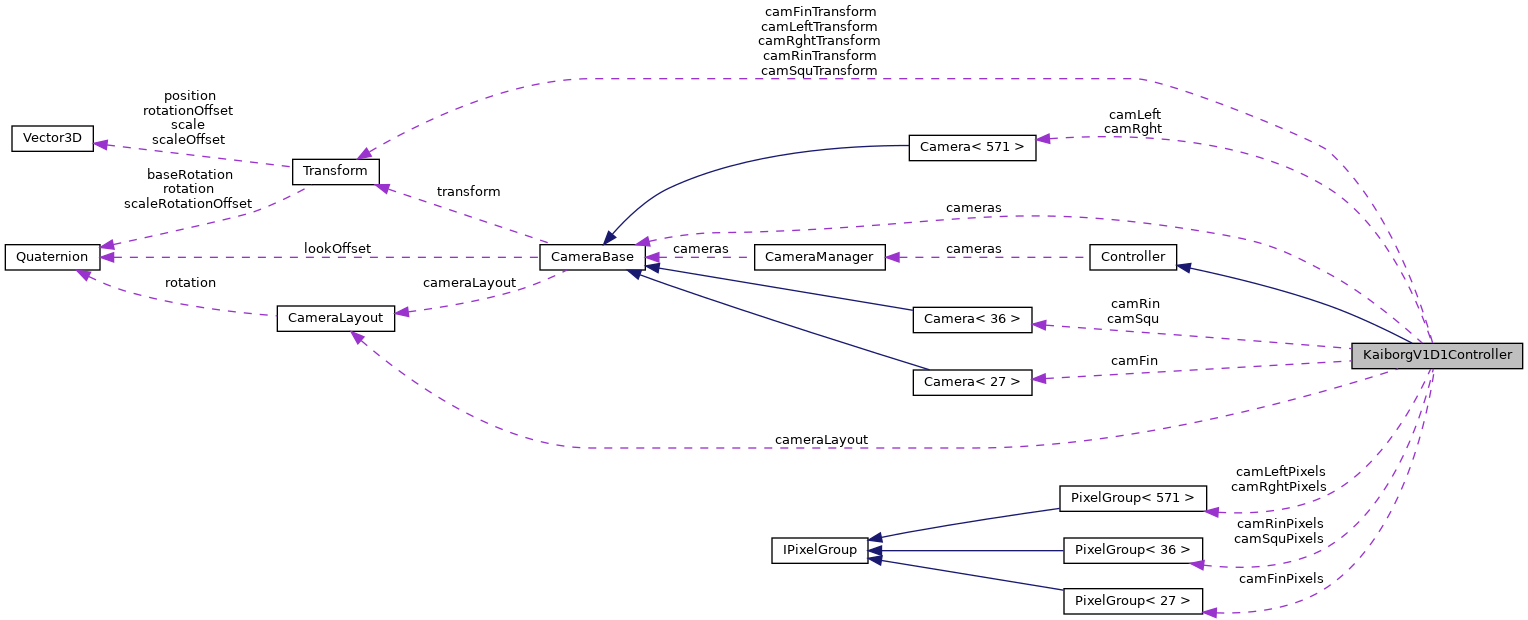 camFinTransform
camLeftTransform
camRghtTransform
camRinTransform
camSquTransform
position
rotationOffset
scale
scaleOffset
camLeft
camRght
Vector3D
Camera< 571 >
Transform
baseRotation
rotation
scaleRotationOffset
transform
cameras
lookOffset
cameras
cameras
Quaternion
CameraBase
CameraManager
Controller
rotation
cameraLayout
camRin
camSqu
CameraLayout
Camera< 36 >
KaiborgV1D1Controller
camFin
Camera< 27 >
cameraLayout
camLeftPixels
camRghtPixels
PixelGroup< 571 >
camRinPixels
camSquPixels
IPixelGroup
PixelGroup< 36 >
camFinPixels
PixelGroup< 27 >